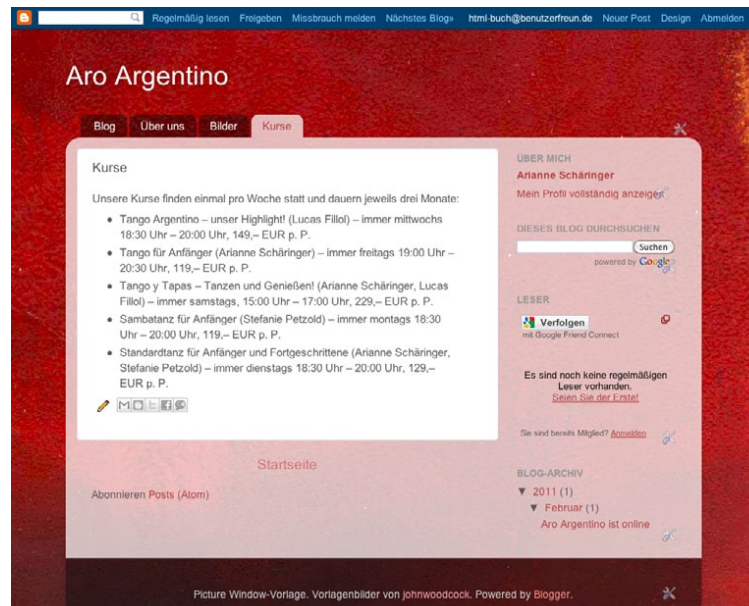 Regelmäßig lesen Freigeben Missbrauch melden Nächstes Blog» html-buch@benutzerfreun.de Neuer Post Design Abmelden
Aro Argentino
Blog Über uns Bilder Kurse
Kurse
Unsere Kurse finden einmal pro Woche statt und dauern jeweils drei Monate:
• Tango Argentino – unser Highlight! (Lucas Fillol) – immer mittwochs
18:30 Uhr – 20:00 Uhr, 149,– EUR p. P.
• Tango für Anfänger (Arianne Schäringer) – immer freitags 19:00 Uhr –
20:30 Uhr, 119,– EUR p. P.
• Tango y Tapas – Tanzen und Genießen! (Arianne Schäringer, Lucas
Fillol) – immer samstags, 15:00 Uhr – 17:00 Uhr, 229,– EUR p. P.
• Sambatanz für Anfänger (Stefanie Petzold) – immer montags 18:30
Uhr – 20:00 Uhr, 119,– EUR p. P.
• Standardtanz für Anfänger und Fortgeschrittene (Arianne Schäringer,
Stefanie Petzold) – immer dienstags 18:30 Uhr – 20:00 Uhr, 129,–
EUR p. P.
Startseite
Abonnieren Posts (Atom)
ÜBER MICH
Arianne Schäringer
Mein Profil vollständig anzeigen
DIESES BLOG DURCHSUCHEN
Suchen
powered by Google
LESER
Verfolgen
mit Google Friend Connect
Es sind noch keine regelmäßigen
Leser vorhanden.
Seien Sie der Erste!
Sie sind bereits Mitglied? Anmelden
BLOG-ARCHIV
▼ 2011 (1)
▼ Februar (1)
Aro Argentino ist online
Picture Window-Vorlage. Vorlagenbilder von johnwoodcock. Powered by Blogger.